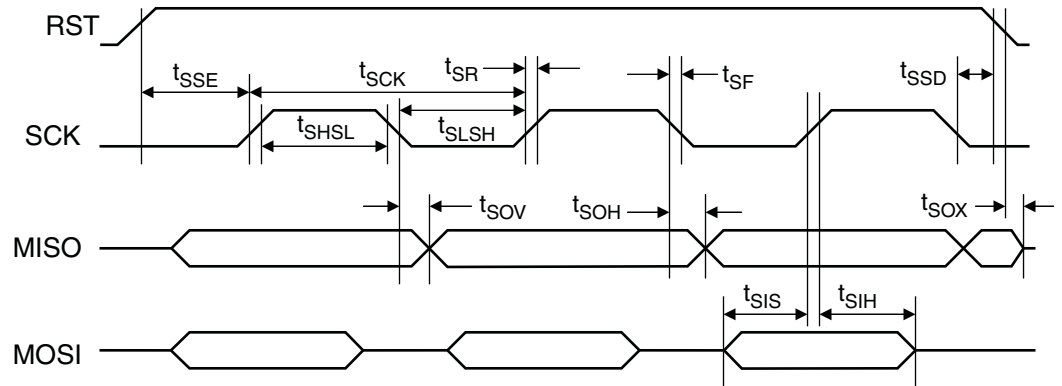 RST
tSSE
tSCK
tSR
tSF
tSSD
SCK
tSHSL
tSLSH
tSOV
tSOH
tSOX
MISO
tSIS
tSIH
MOSI